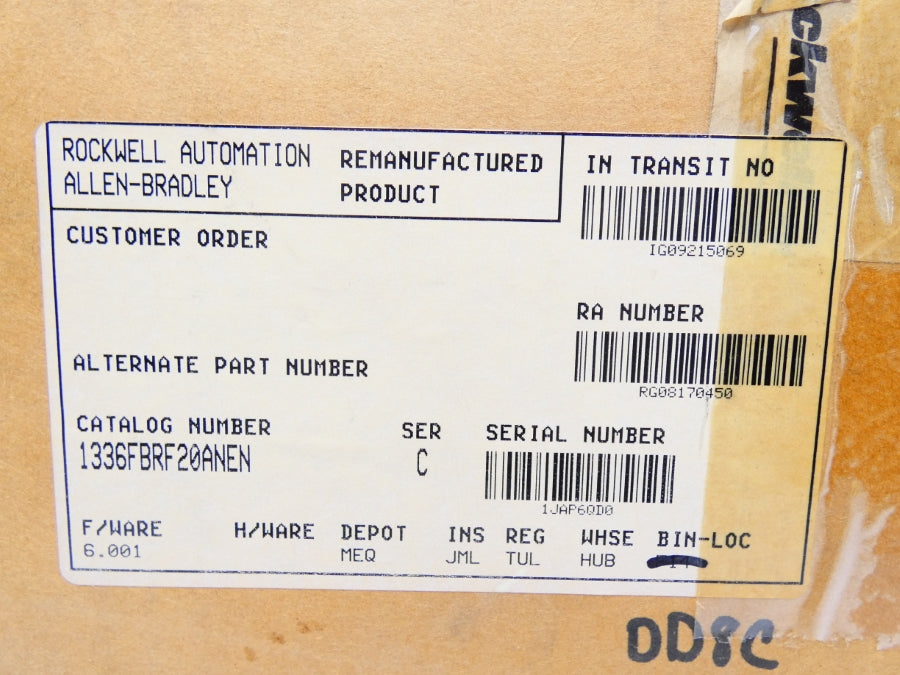 ckw
ROCKWELL AUTOMATION
ALLEN-BRADLEY
REMANUFACTURED
PRODUCT
IN TRANSIT NO
IG09215069
CUSTOMER ORDER
RA NUMBER
RG08170450
ALTERNATE PART NUMBER
CATALOG NUMBER
1336FBRF20ANEN
SER
C
SERIAL NUMBER
1JAP6QD0
F/WARE
6.001
H/WARE
DEPOT
MEQ
INS
JML
REG
TUL
WHSE
HUB
BIN-LOC
DD8C